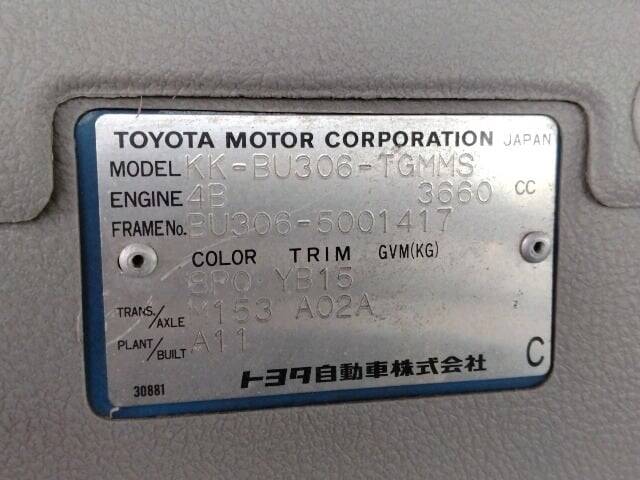 TOYOTA MOTOR CORPORATION JAPAN
MODEL KK-BU306-TGMMS
ENGINE 4B 3660 CC
FRAME No. BU306-5001417
COLOR TRIM GVM(KG)
8P0 YB15
TRANS./AXLE M153 A02A
PLANT/BUILT A11
C
30881 トヨタ自動車株式会社